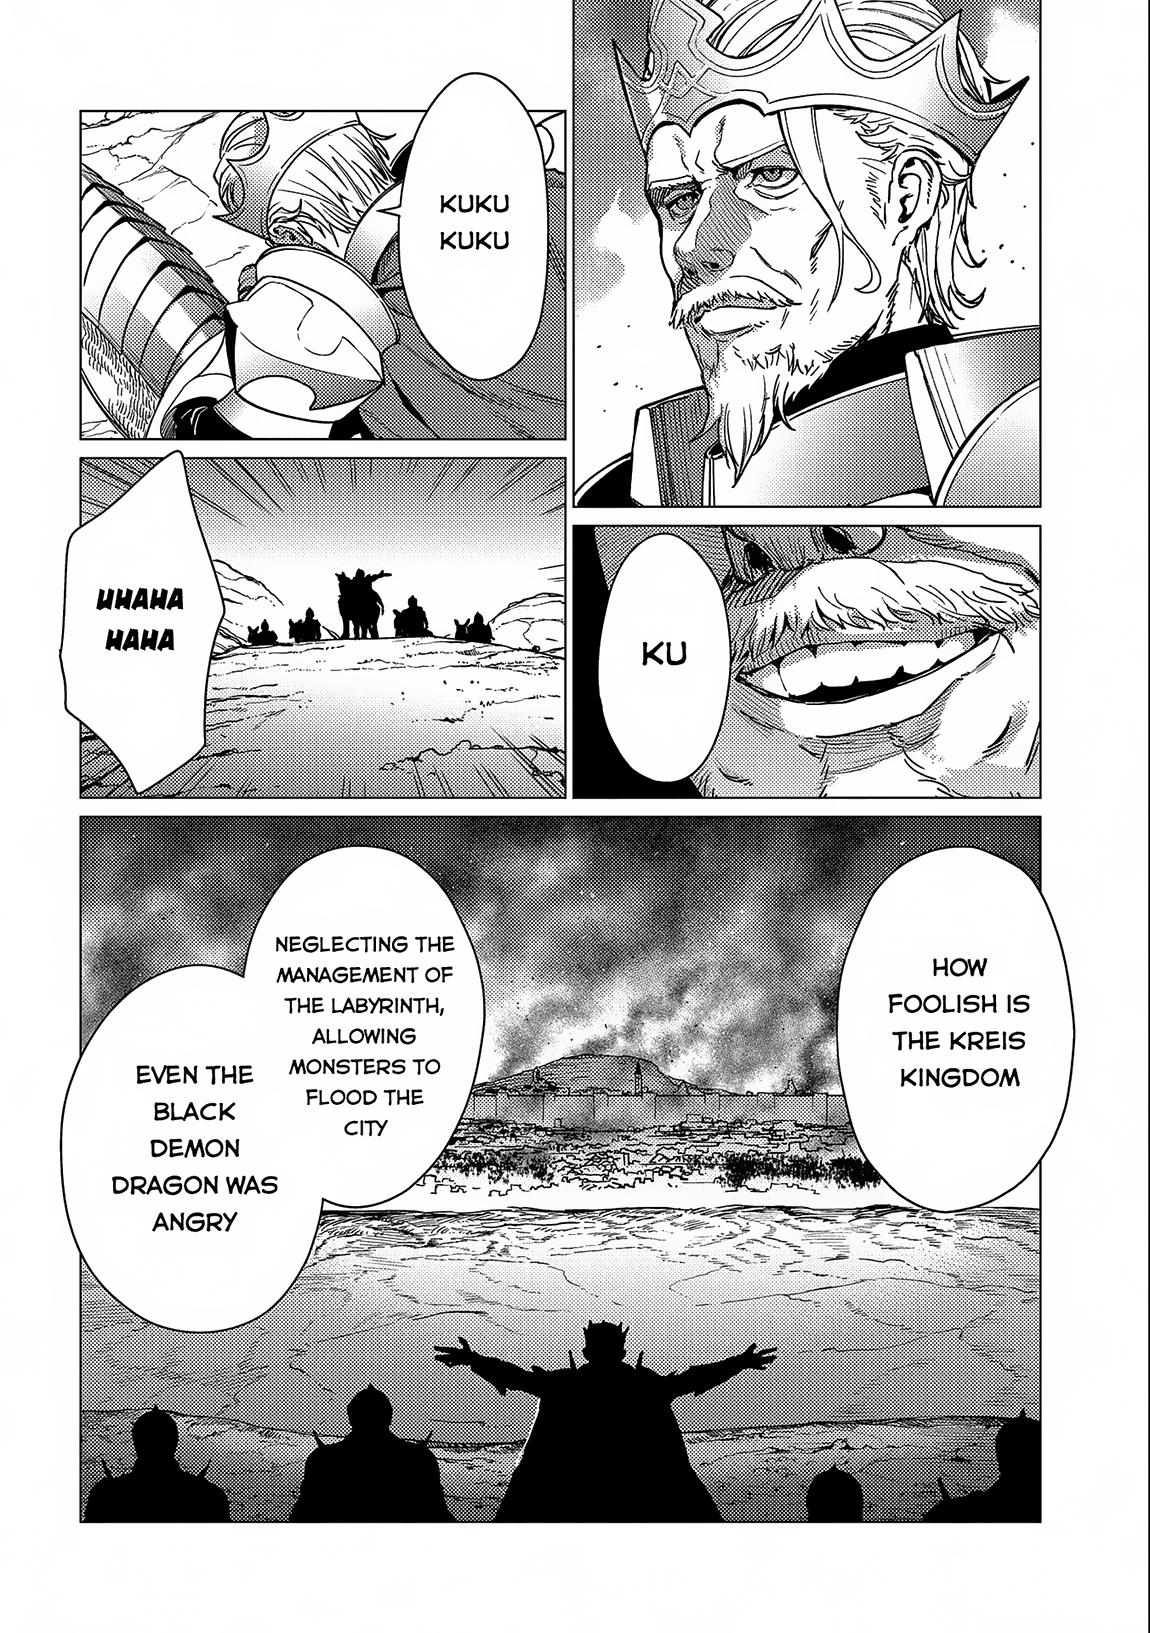 KU
KUKU
KUKU
UHAHA
HAHA
HOW
FOOLISH IS
THE KREIS
KINGDOM
NEGLECTING THE
MANAGEMENT OF
THE LABYRINTH,
ALLOWING
MONSTERS TO
FLOOD THE
CITY
EVEN THE
BLACK
DEMON
DRAGON WAS
ANGRY